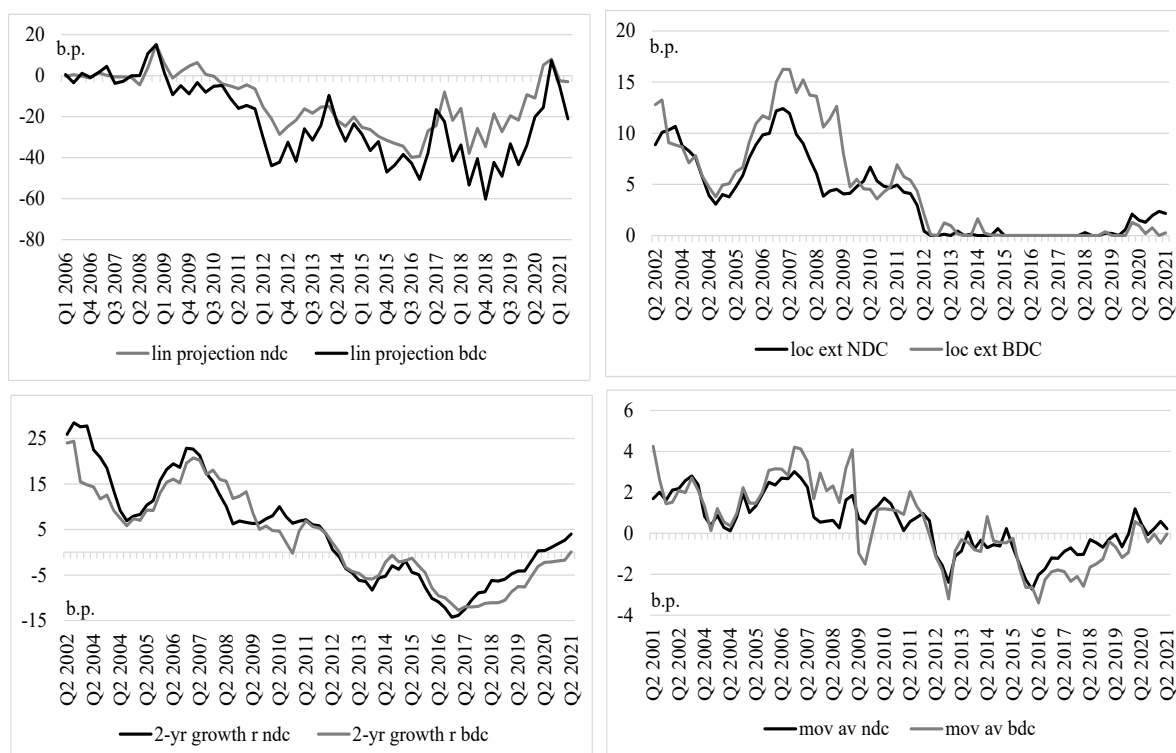 20
0
-20
-40
-60
-80
b.p.
Q1 2006
Q4 2006
Q3 2007
Q2 2008
Q1 2009
Q4 2009
Q3 2010
Q2 2011
Q1 2012
Q4 2012
Q3 2013
Q2 2014
Q1 2015
Q4 2015
Q3 2016
Q2 2017
Q1 2018
Q4 2018
Q3 2019
Q2 2020
Q1 2021
lin projection ndc
lin projection bdc
20
15
10
5
0
b.p.
Q2 2002
Q2 2004
Q2 2005
Q2 2006
Q2 2007
Q2 2008
Q2 2009
Q2 2010
Q2 2011
Q2 2012
Q2 2013
Q2 2014
Q2 2015
Q2 2016
Q2 2017
Q2 2018
Q2 2019
Q2 2020
Q2 2021
loc ext NDC
loc ext BDC
25
15
5
-5
-15
b.p.
Q2 2002
Q2 2004
Q2 2005
Q2 2006
Q2 2007
Q2 2008
Q2 2009
Q2 2010
Q2 2011
Q2 2012
Q2 2013
Q2 2014
Q2 2015
Q2 2016
Q2 2017
Q2 2018
Q2 2019
Q2 2020
Q2 2021
2-yr growth r ndc
2-yr growth r bdc
6
4
2
0
-2
-4
b.p.
Q2 2001
Q2 2002
Q2 2004
Q2 2005
Q2 2006
Q2 2007
Q2 2008
Q2 2009
Q2 2010
Q2 2011
Q2 2012
Q2 2013
Q2 2014
Q2 2015
Q2 2016
Q2 2017
Q2 2018
Q2 2019
Q2 2020
Q2 2021
mov av ndc
mov av bdc